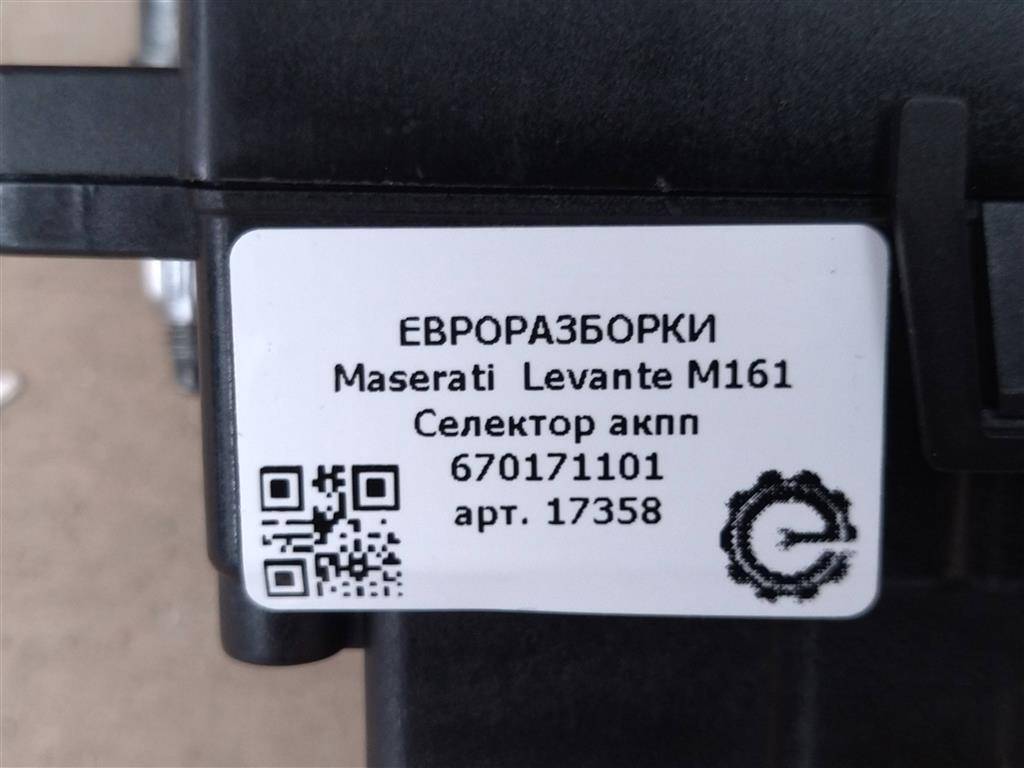 ЕВРОРАЗБОРКИ
Maserati Levante M161
Селектор акпп
670171101
арт. 17358